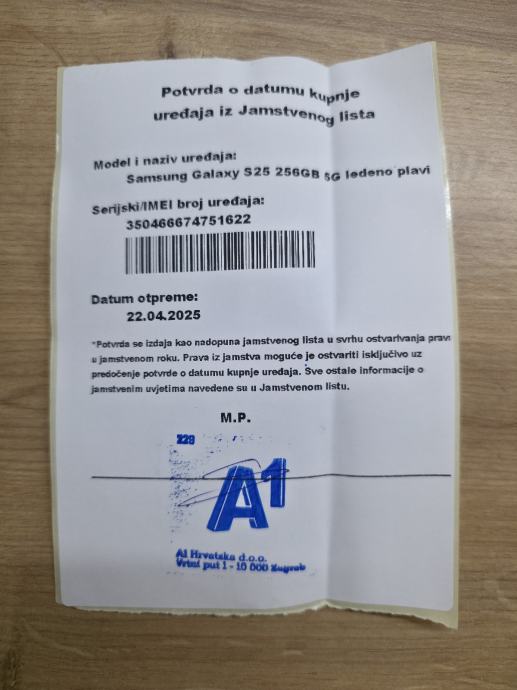 Potvrda o datumu kupnje
uređaja iz Jamstvenog lista
Model i naziv uređaja:
Samsung Galaxy S25 256GB 5G ledeno plavi
Serijski/IMEI broj uređaja:
350466674751622
Datum otpreme:
22.04.2025
*Potvrda se izdaja kao nadopuna jamstvenog lista u svrhu ostvarivanja prava
u jamstvenom roku. Prava iz jamstva moguće je ostvariti isključivo uz
predočenje potvrde o datumu kupnje uređaja. Sve ostale informacije o
jamstvenim uvjetima navedene su u Jamstvenom listu.
M.P.
229
A1
A1 Hrvatska d.o.o.
Vrtni put 1 - 10 000 Zagreb